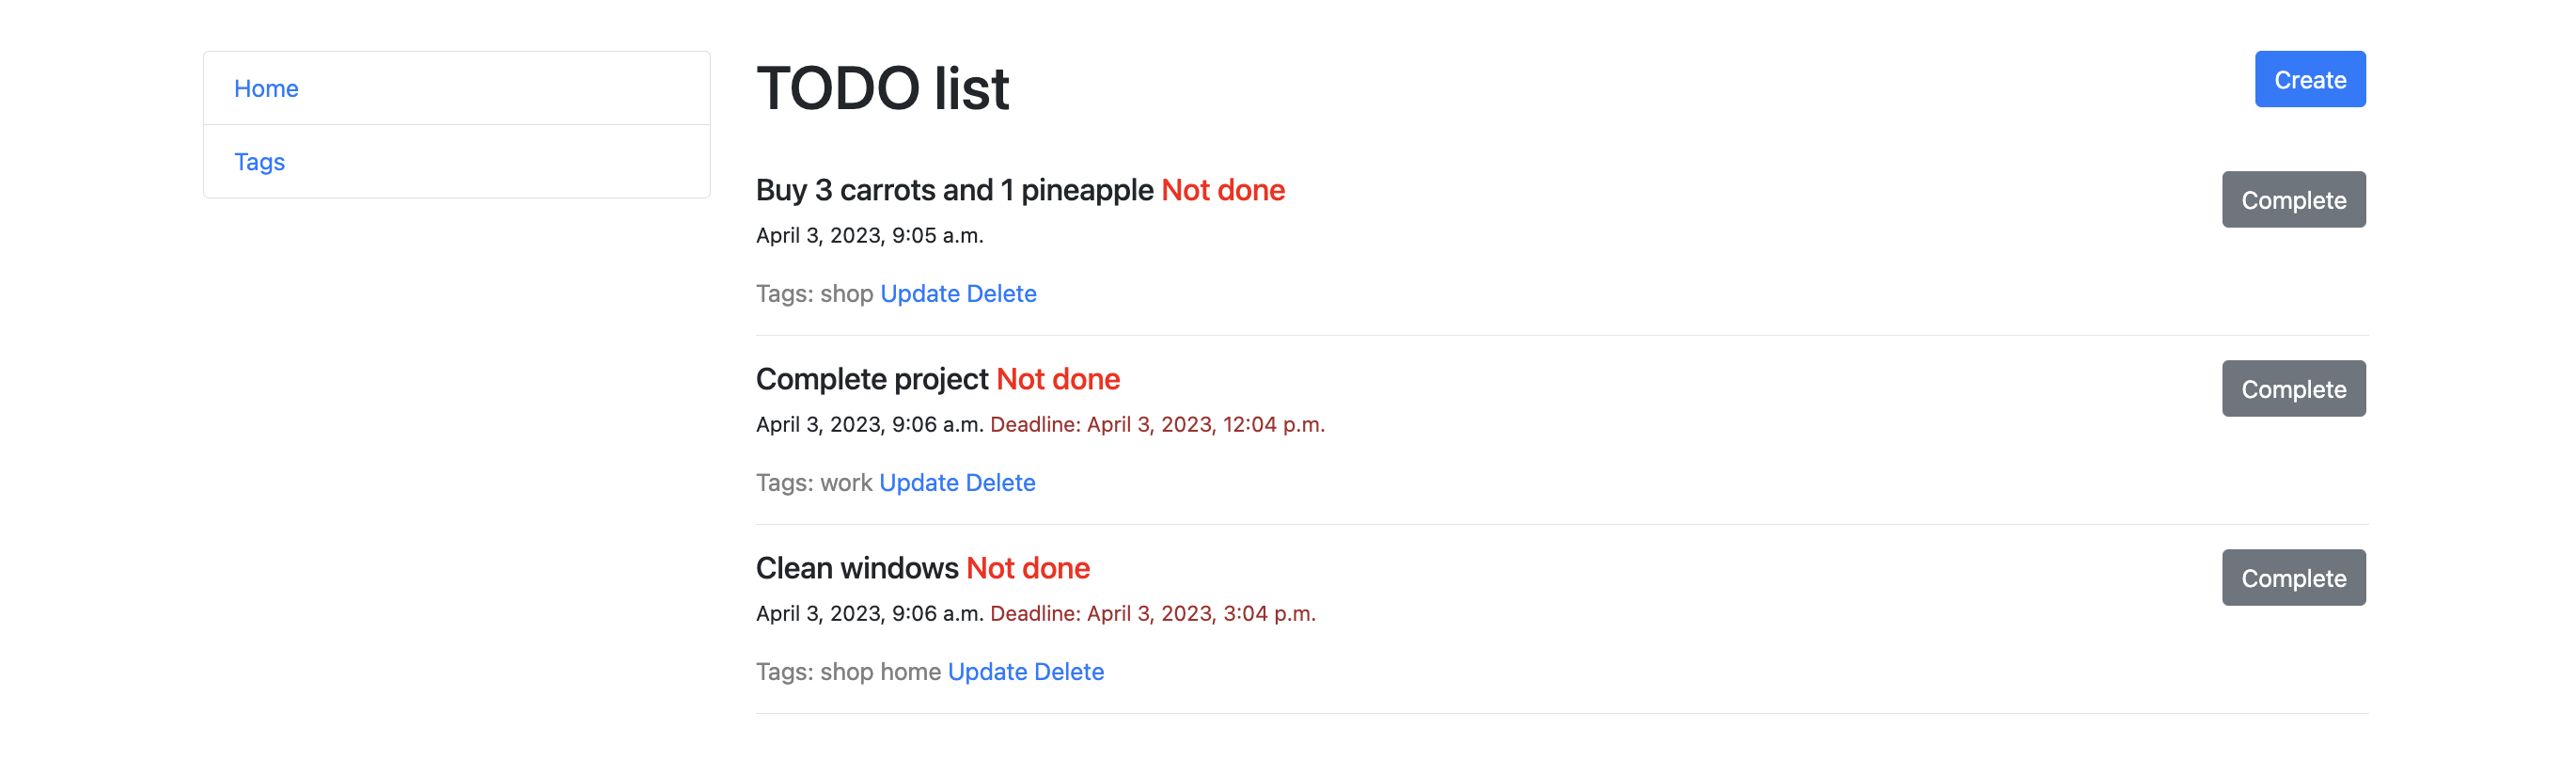 Home
Tags
TODO list
Create
Buy 3 carrots and 1 pineapple Not done
Complete
April 3, 2023, 9:05 a.m.
Tags: shop Update Delete
Complete project Not done
Complete
April 3, 2023, 9:06 a.m. Deadline: April 3, 2023, 12:04 p.m.
Tags: work Update Delete
Clean windows Not done
Complete
April 3, 2023, 9:06 a.m. Deadline: April 3, 2023, 3:04 p.m.
Tags: shop home Update Delete